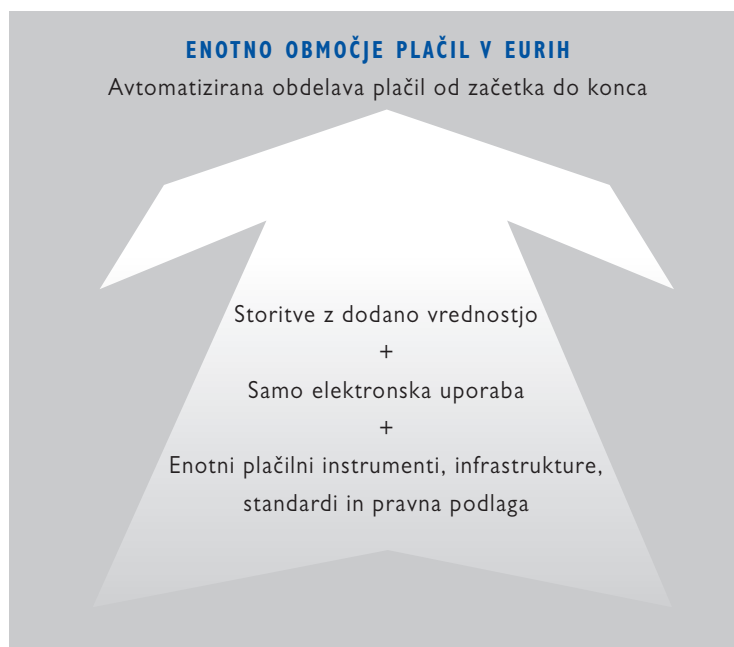 ENOTNO OBMOČJE PLAČIL V EURIH
Avtomatizirana obdelava plačil od začetka do konca
Storitve z dodano vrednostjo
+
Samo elektronska uporaba
+
Enotni plačilni instrumenti, infrastrukture,
standardi in pravna podlaga